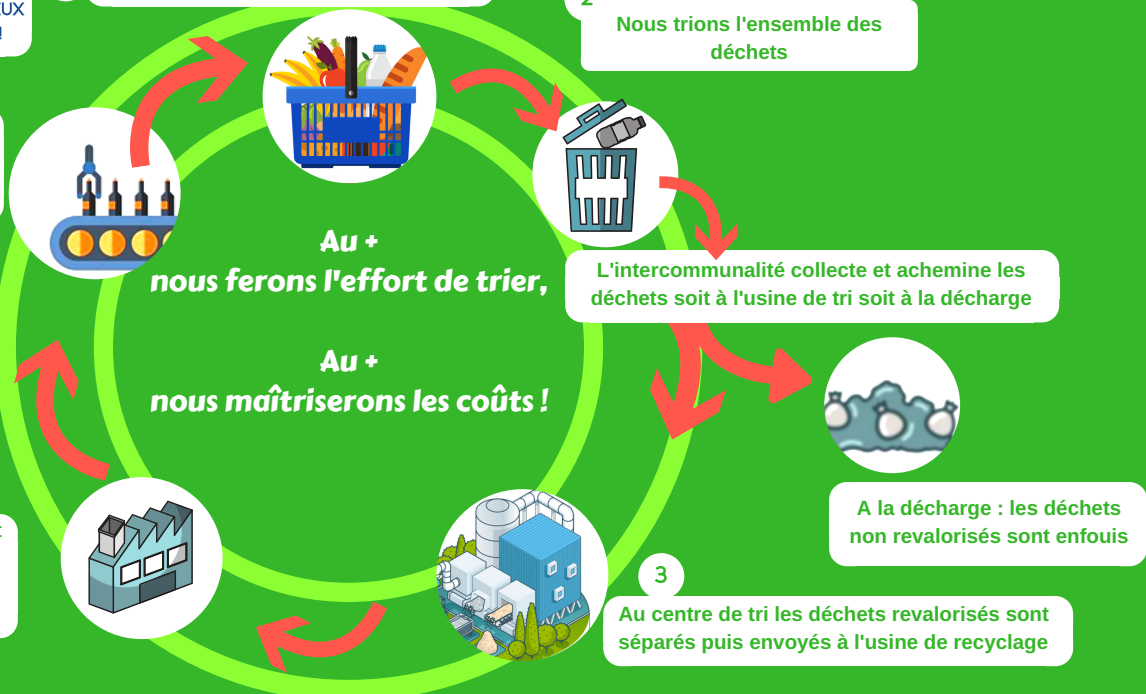 2
Nous trions l'ensemble des
déchets
Au +
nous ferons l'effort de trier,
Au +
nous maîtriserons les coûts !
L'intercommunalité collecte et achemine les
déchets soit à l'usine de tri soit à la décharge
A la décharge : les déchets
non revalorisés sont enfouis
3
Au centre de tri les déchets revalorisés sont
séparés puis envoyés à l'usine de recyclage